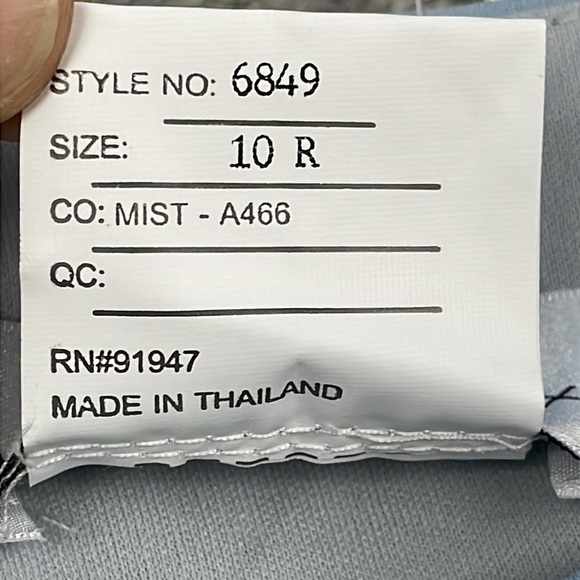 STYLE NO: 6849
SIZE: 10 R
CO: MIST - A466
QC:
RN#91947
MADE IN THAILAND